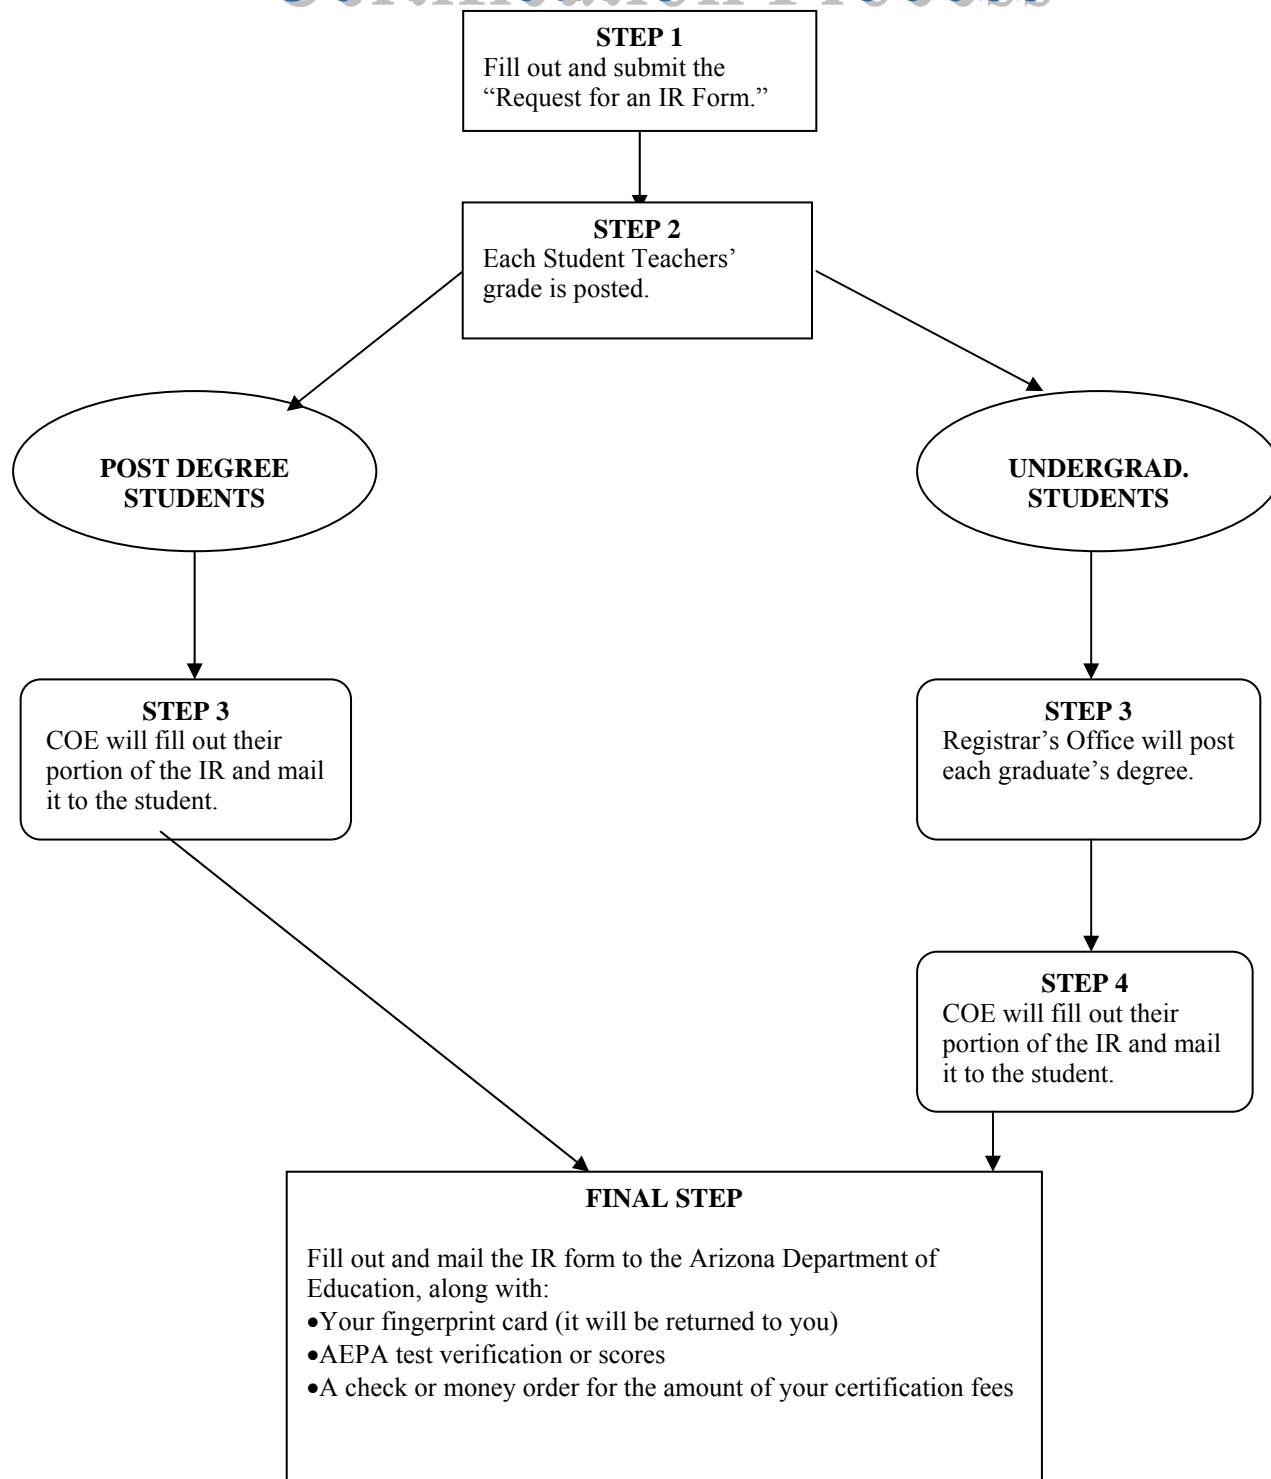 Certification Process
STEP 1
Fill out and submit the
“Request for an IR Form.”
STEP 2
Each Student Teachers’
grade is posted.
POST DEGREE
STUDENTS
UNDERGRAD.
STUDENTS
STEP 3
COE will fill out their
portion of the IR and mail
it to the student.
STEP 3
Registrar’s Office will post
each graduate’s degree.
STEP 4
COE will fill out their
portion of the IR and mail
it to the student.
FINAL STEP
Fill out and mail the IR form to the Arizona Department of
Education, along with:
•Your fingerprint card (it will be returned to you)
•AEPA test verification or scores
•A check or money order for the amount of your certification fees